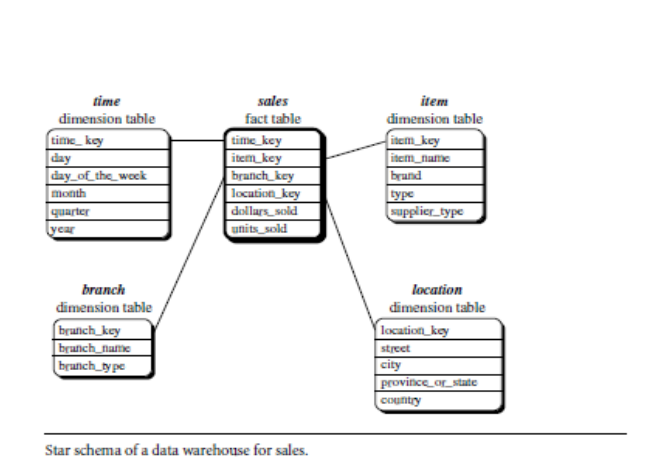 time
dimension table
time_ key
day
day_of_the_week
month
quarter
year
sales
fact table
time_key
item_key
branch_key
location_key
dollars_sold
units_sold
item
dimension table
item_key
item_name
brand
type
supplier_type
branch
dimension table
branch_key
branch_name
branch_type
location
dimension table
location_key
street
city
province_or_state
country
Star schema of a data warehouse for sales.